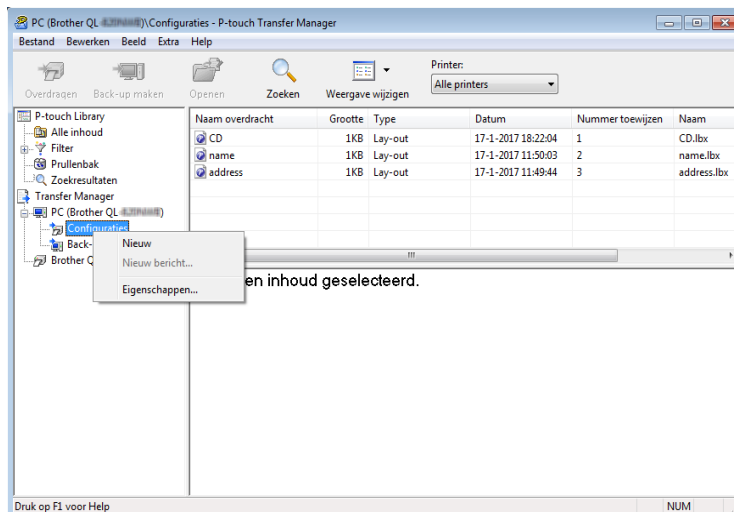 PC (Brother QL )\Configuraties - P-touch Transfer Manager
Bestand Bewerken Beeld Extra Help
Overdragen Back-up maken Openen Zoeken Weergave wijzigen
Printer:
Alle printers
P-touch Library
Alle inhoud
Filter
Prullenbak
Zoekresultaten
Transfer Manager
PC (Brother QL )
Configuraties
Back-
Brother Q
Nieuw
Nieuw bericht...
Eigenschappen...
Naam overdracht Grootte Type Datum Nummer toewijzen Naam
CD 1KB Lay-out 17-1-2017 18:22:04 1 CD.lbx
name 1KB Lay-out 17-1-2017 11:50:03 2 name.lbx
address 1KB Lay-out 17-1-2017 11:49:44 3 address.lbx
en inhoud geselecteerd.
Druk op F1 voor Help NUM